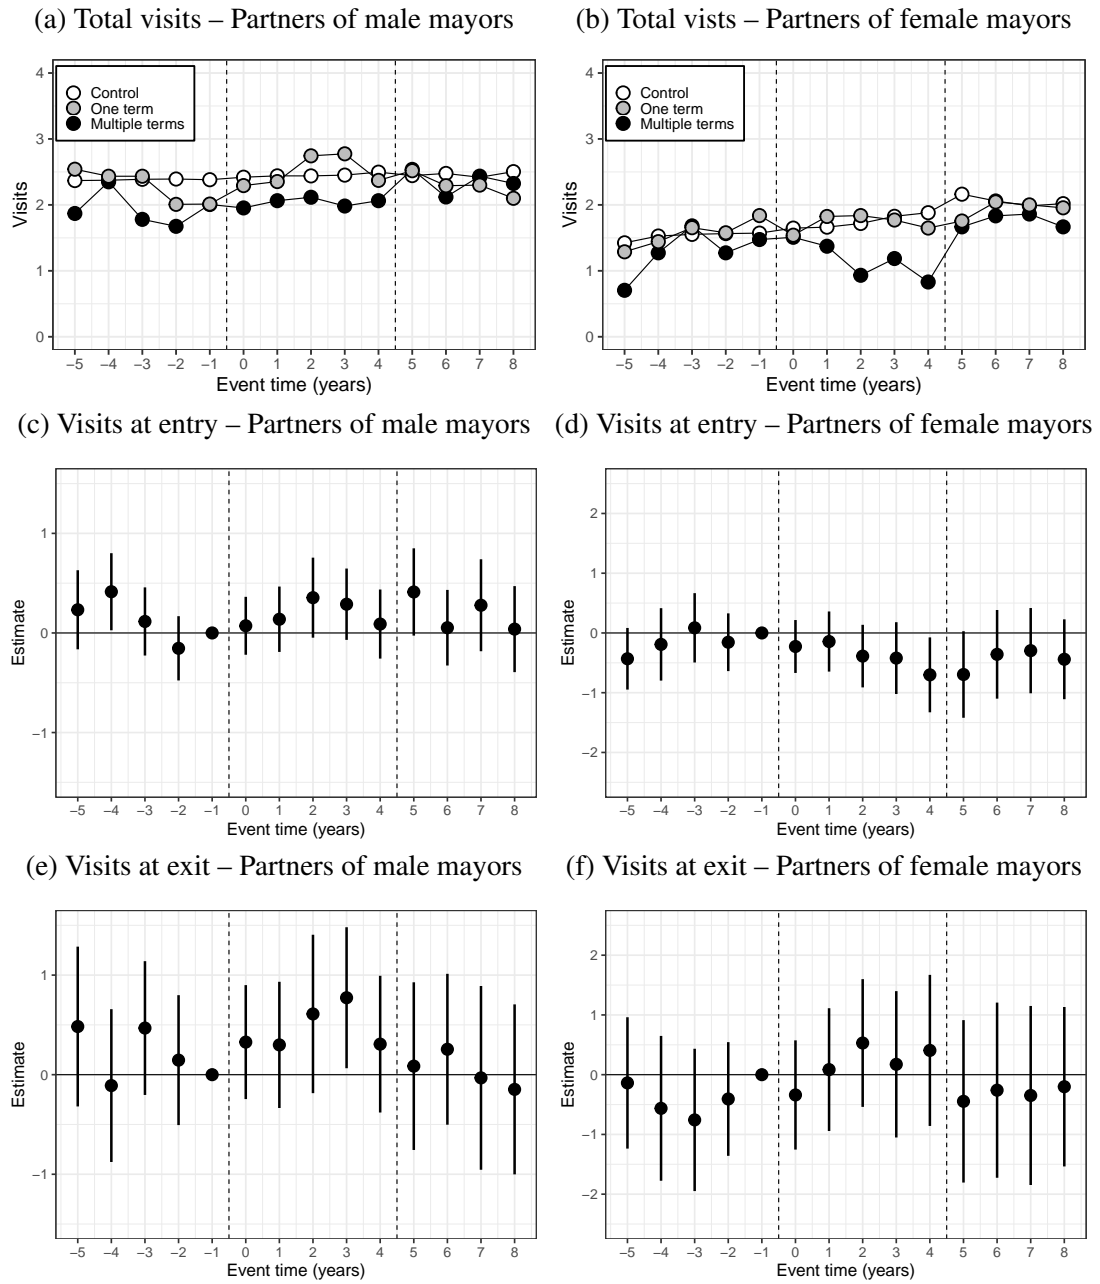 (a) Total visits – Partners of male mayors
(b) Total vists – Partners of female mayors
4
3
2
1
0
Visits
Control
One term
Multiple terms
−5 −4 −3 −2 −1 0 1 2 3 4 5 6 7 8
Event time (years)
4
3
2
1
0
Visits
Control
One term
Multiple terms
−5 −4 −3 −2 −1 0 1 2 3 4 5 6 7 8
Event time (years)
(c) Visits at entry – Partners of male mayors
(d) Visits at entry – Partners of female mayors
1
0
−1
Estimate
−5 −4 −3 −2 −1 0 1 2 3 4 5 6 7 8
Event time (years)
2
1
0
−1
−2
Estimate
−5 −4 −3 −2 −1 0 1 2 3 4 5 6 7 8
Event time (years)
(e) Visits at exit – Partners of male mayors
(f) Visits at exit – Partners of female mayors
1
0
−1
Estimate
−5 −4 −3 −2 −1 0 1 2 3 4 5 6 7 8
Event time (years)
2
1
0
−1
−2
Estimate
−5 −4 −3 −2 −1 0 1 2 3 4 5 6 7 8
Event time (years)